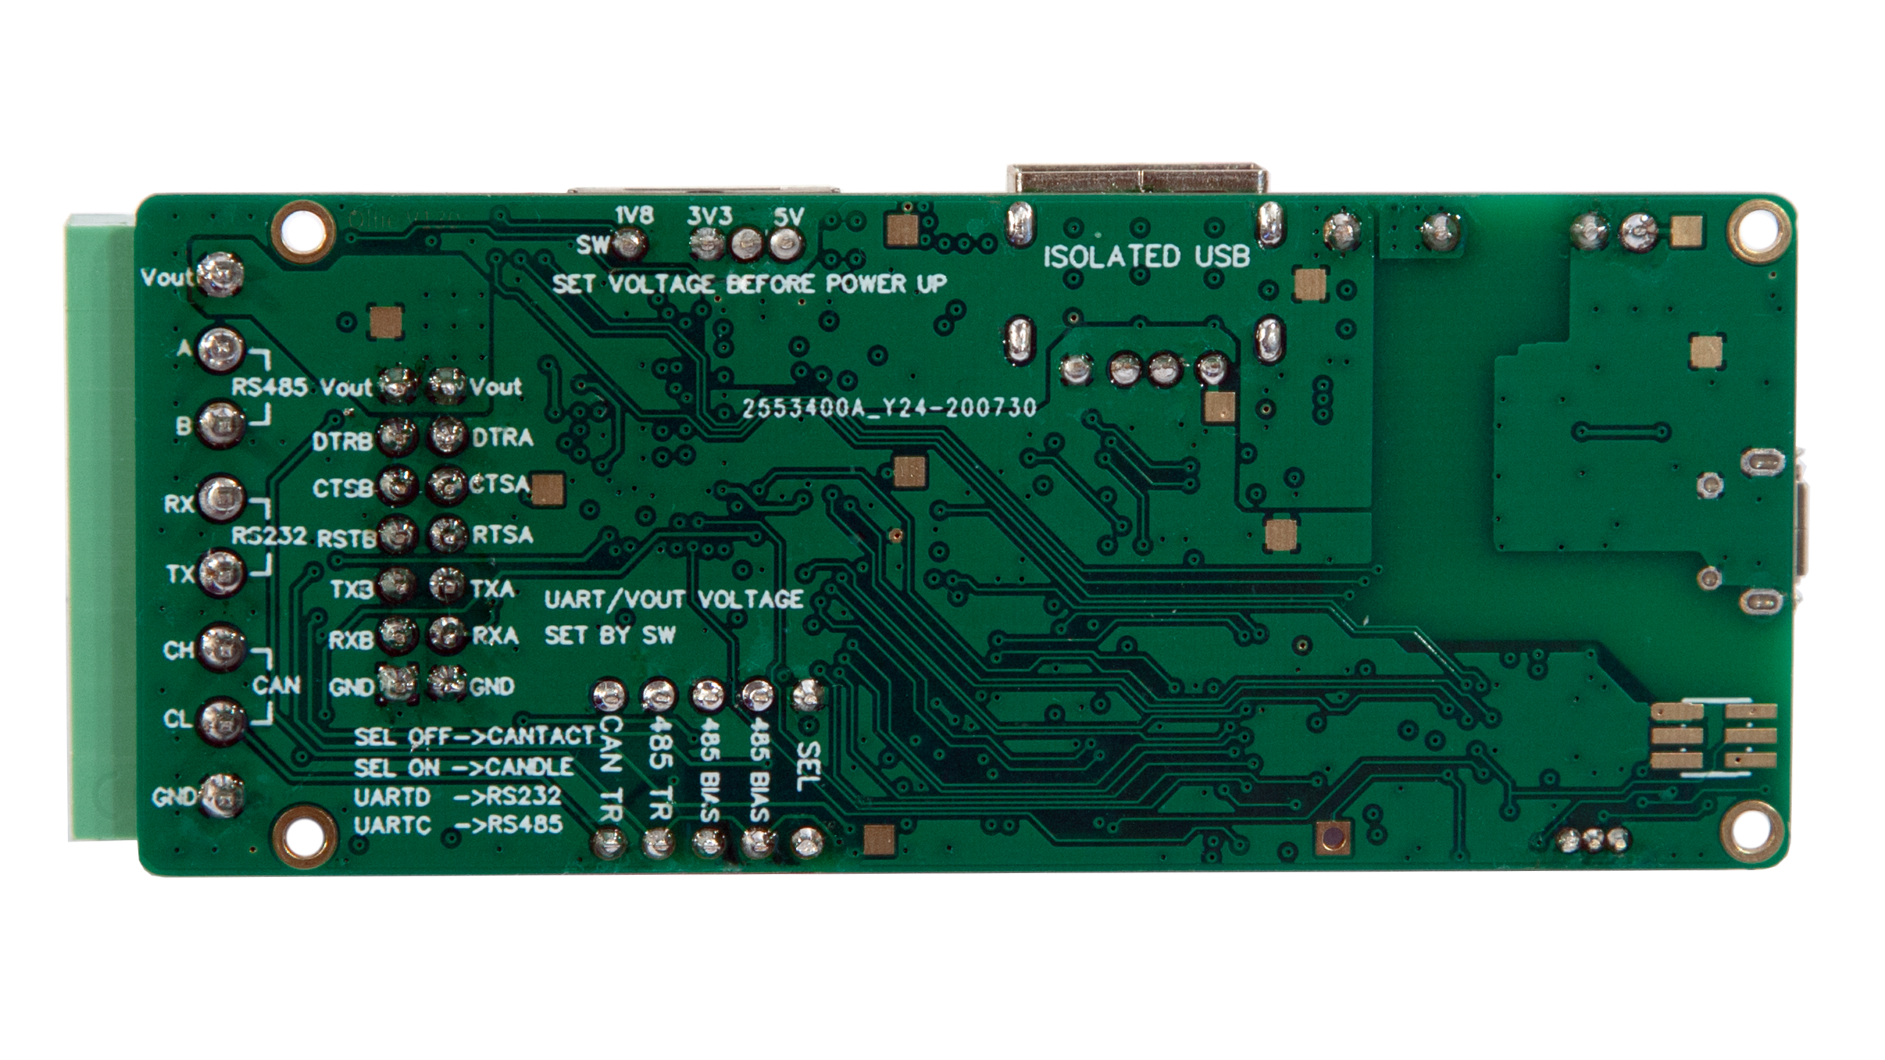 1V8 3V3 5V
SW
SET VOLTAGE BEFORE POWER UP
ISOLATED USB
Vout
A
RS485
B
RX
RS232
TX
CH
CAN
CL
GND
Vout Vout
DTRB DTRA
CTSB CTSA
RSTB RTSA
TXB TXA
RXB RXA
GND GND
2553400A_Y24-200730
UART/VOUT VOLTAGE
SET BY SW
SEL OFF->CANTACT
SEL ON ->CANDLE
UARTD ->RS232
UARTC ->RS485
CAN TR
485 TR
485 BIAS
485 BIAS
SEL